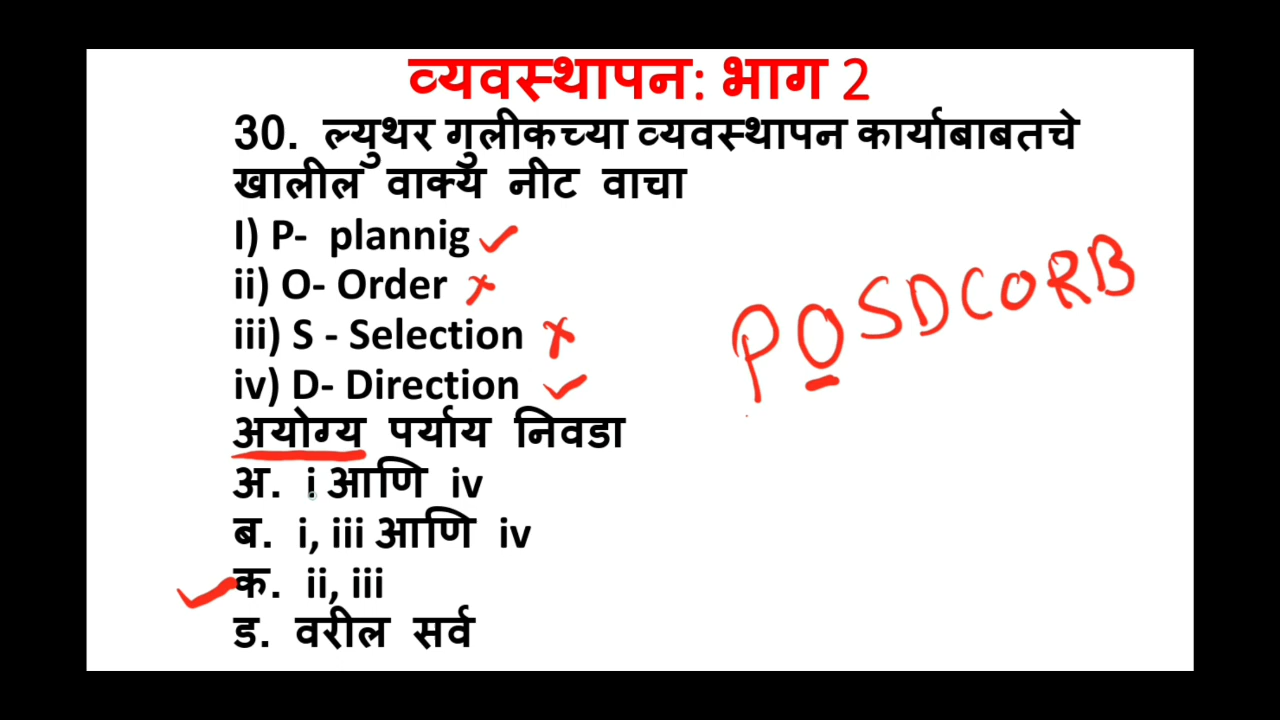 व्यवस्थापन: भाग 2
30. ल्युथर गुलीकच्या व्यवस्थापन कार्याबाबतचे
खालील वाक्य नीट वाचा
I) P- plannig
ii) O- Order
iii) S - Selection
iv) D- Direction
POSDCORB
अयोग्य पर्याय निवडा
अ. i आणि iv
ब. i, iii आणि iv
क. ii, iii
ड. वरील सर्व